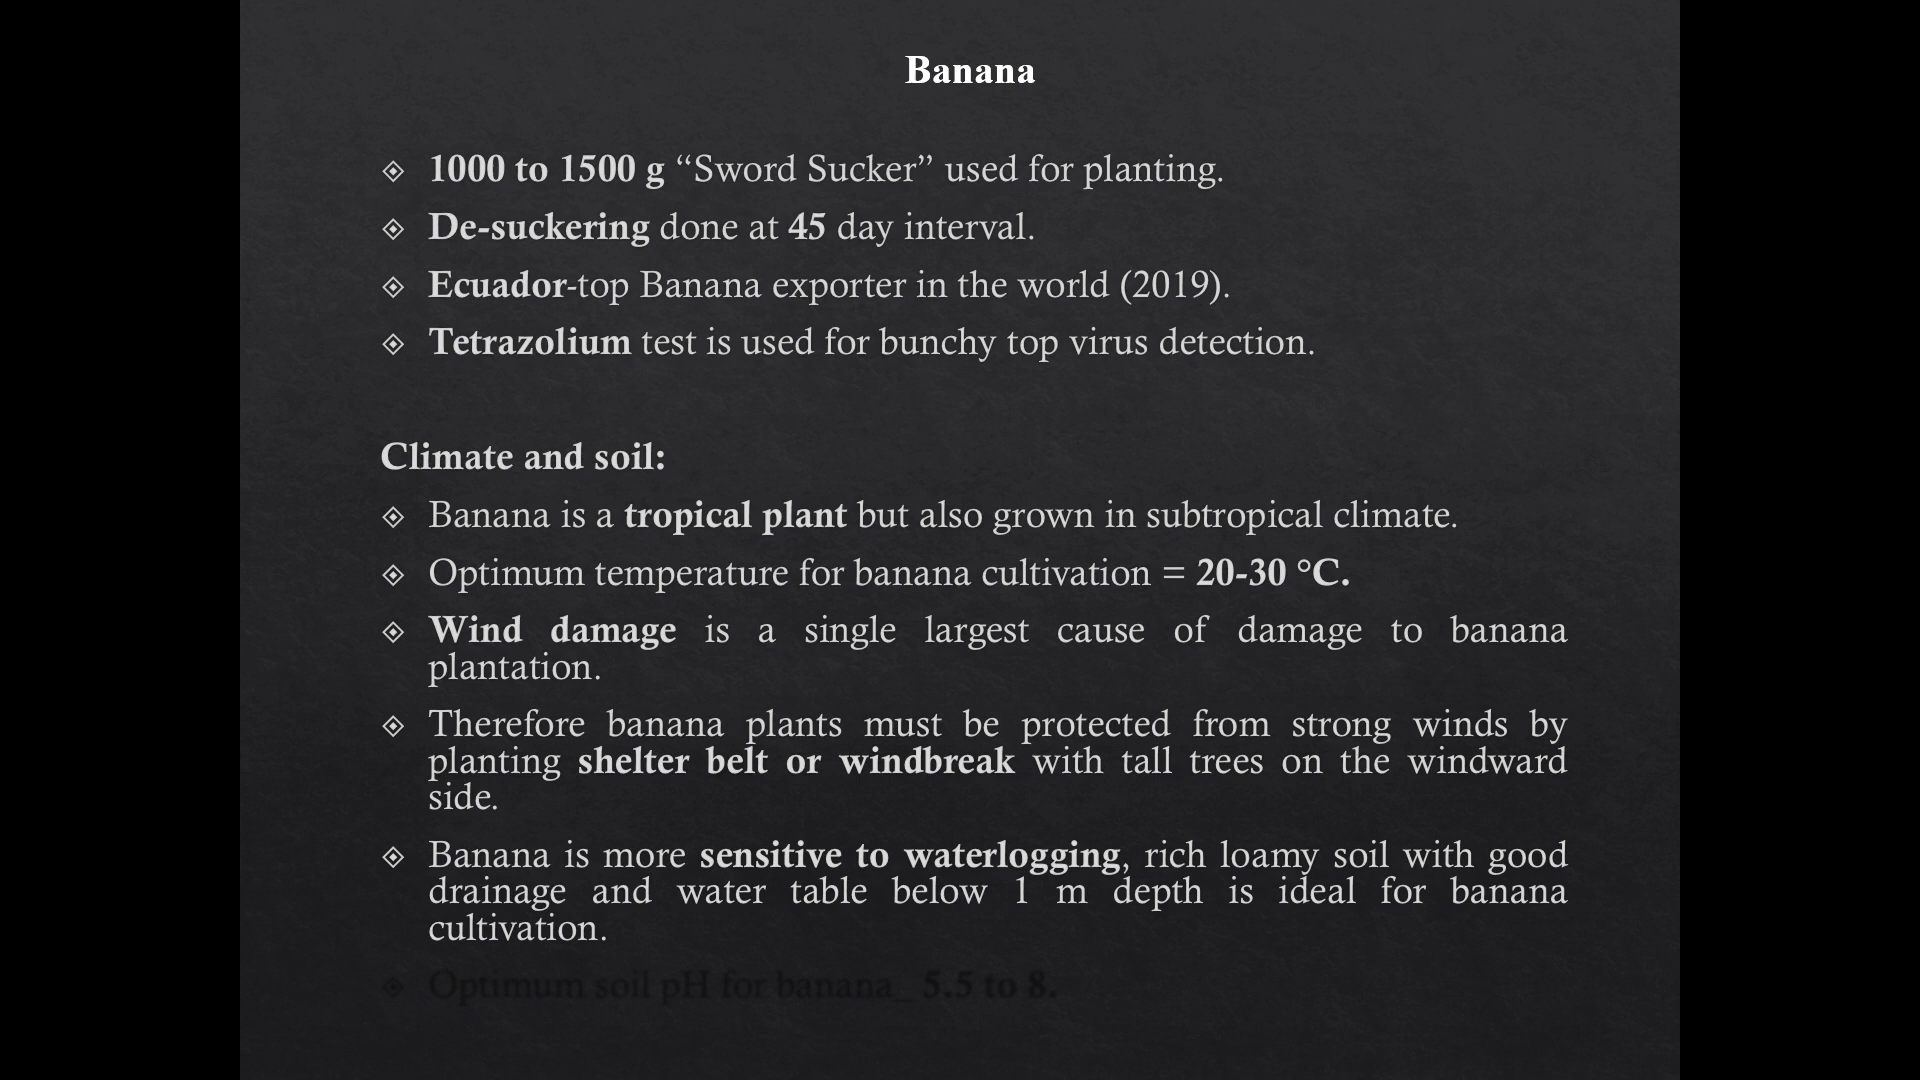 Banana
1000 to 1500 g “Sword Sucker” used for planting.
De-suckering done at 45 day interval.
Ecuador-top Banana exporter in the world (2019).
Tetrazolium test is used for bunchy top virus detection.
Climate and soil:
Banana is a tropical plant but also grown in subtropical climate.
Optimum temperature for banana cultivation = 20-30 °C.
Wind damage is a single largest cause of damage to banana
plantation.
Therefore banana plants must be protected from strong winds by
planting shelter belt or windbreak with tall trees on the windward
side.
Banana is more sensitive to waterlogging, rich loamy soil with good
drainage and water table below 1 m depth is ideal for banana
cultivation.
Optimum soil pH for banana_ 5.5 to 8.